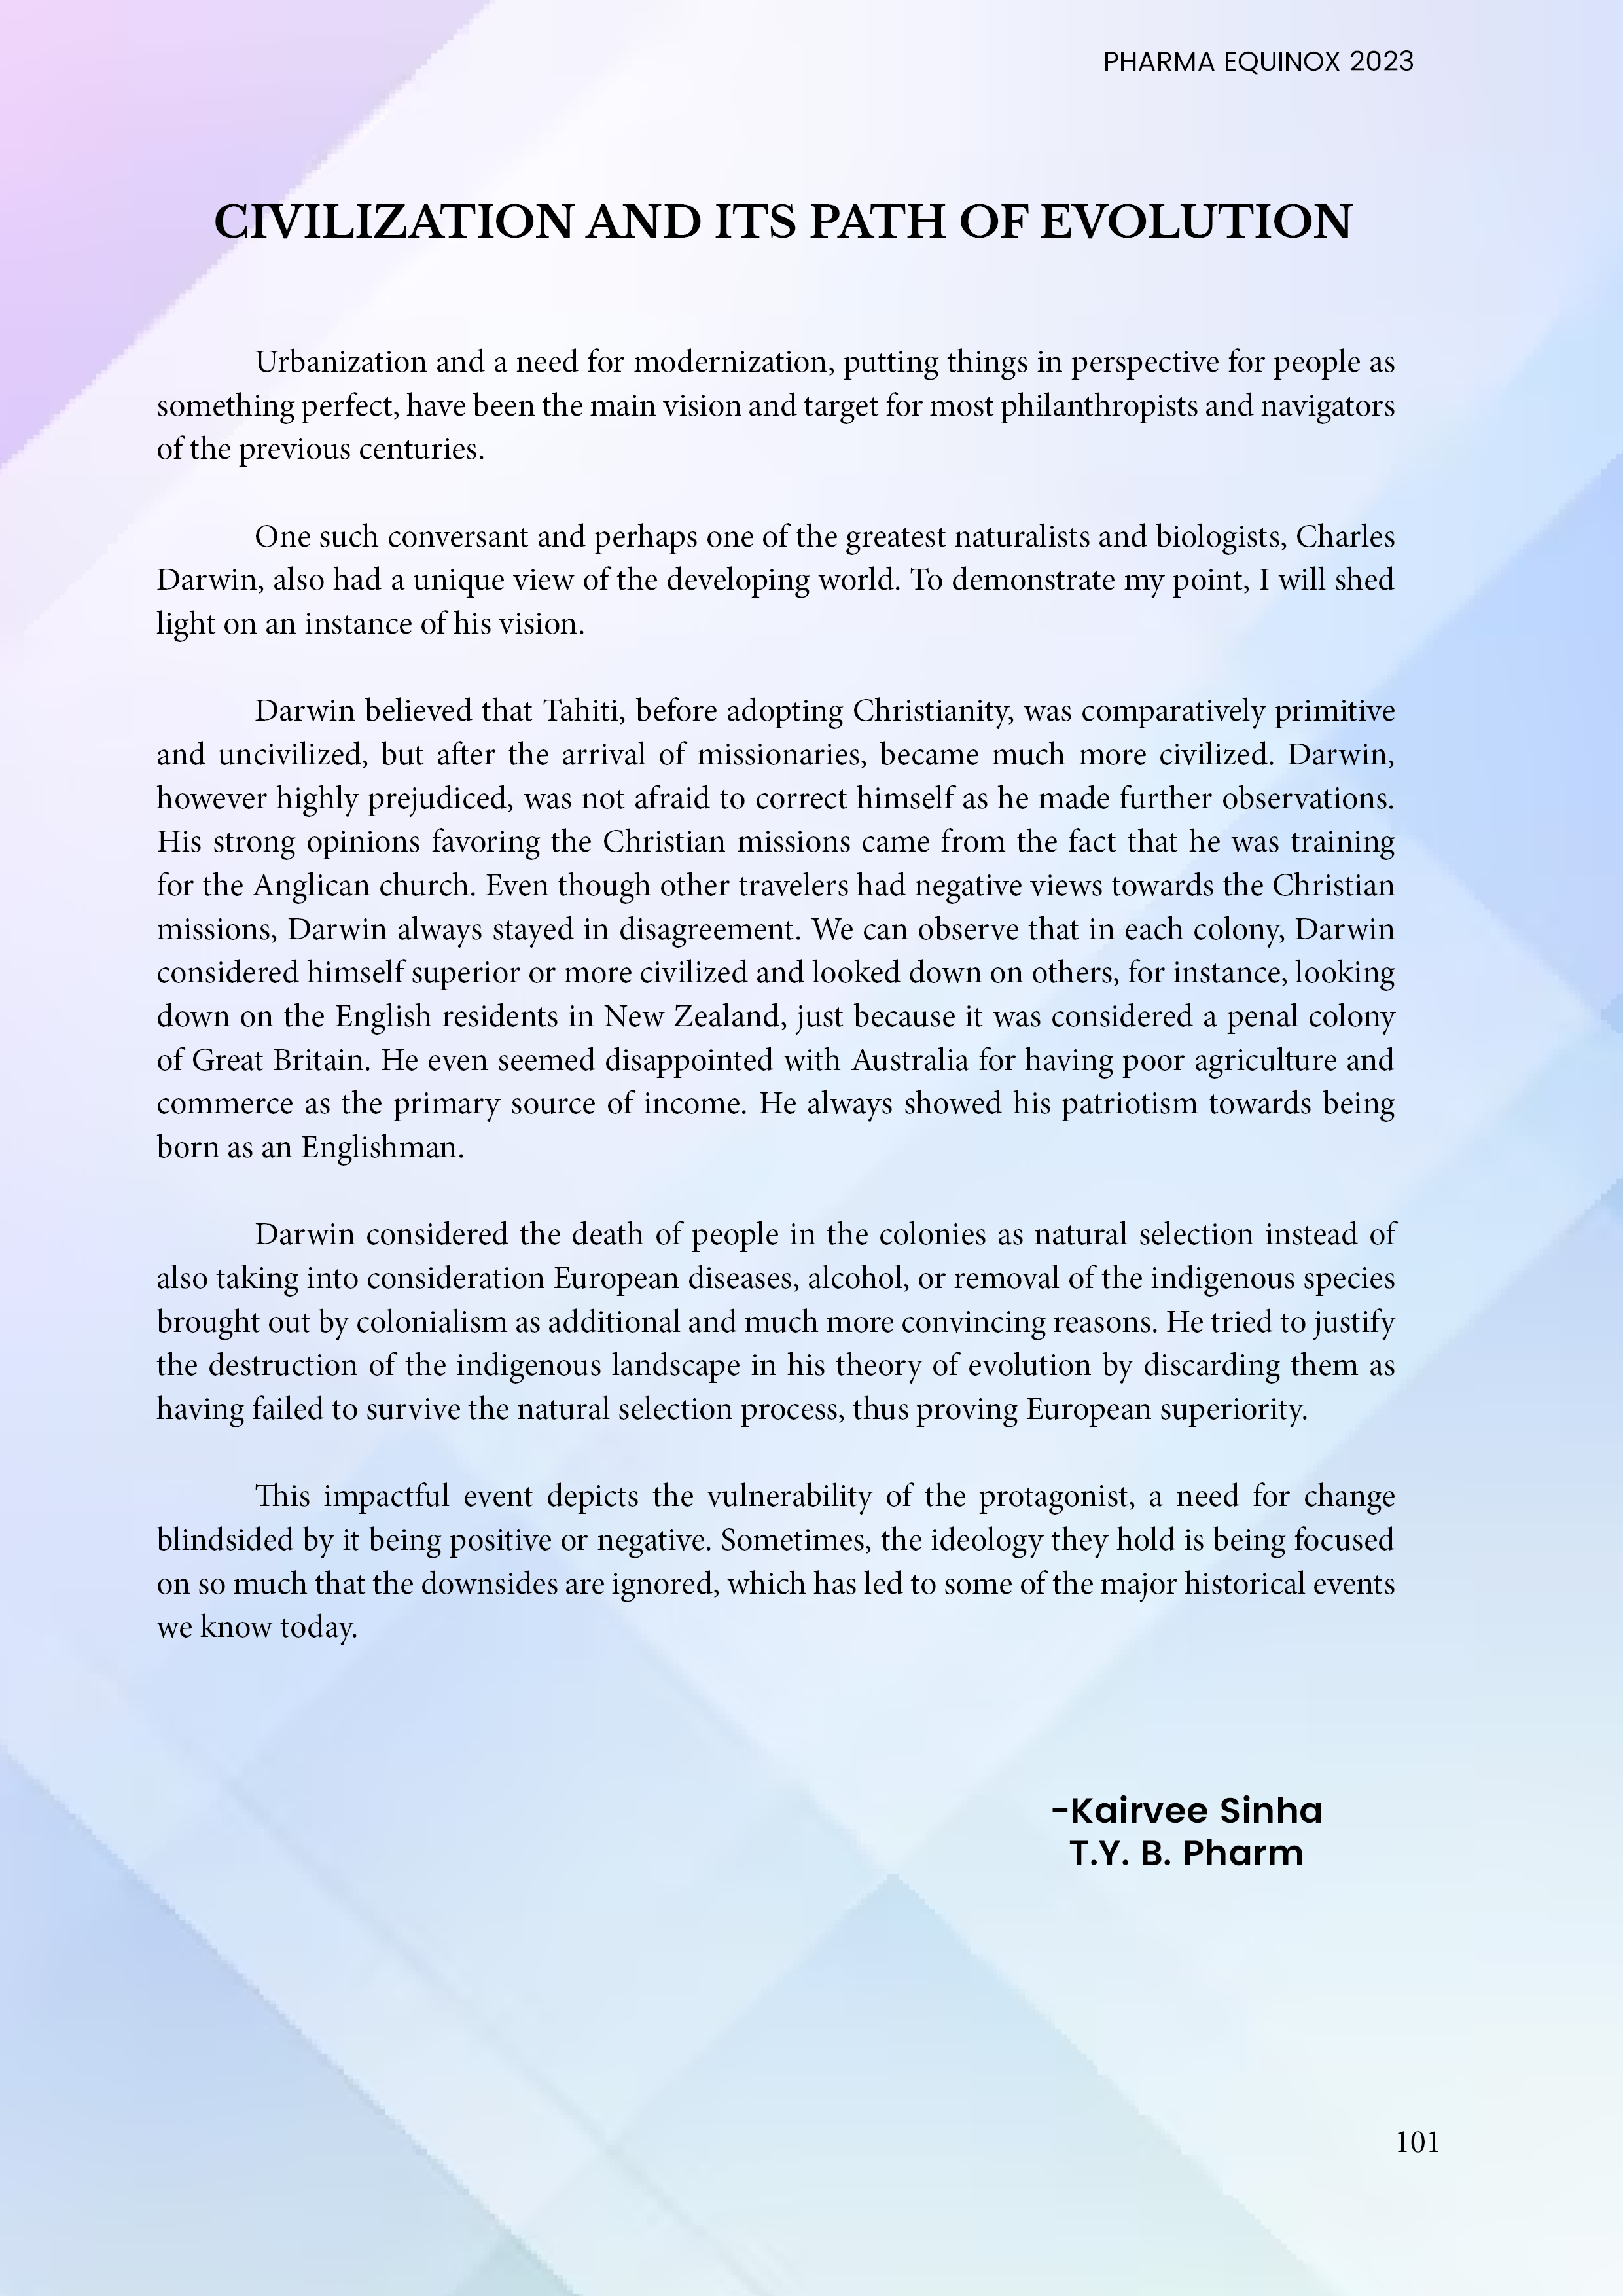 PHARMA EQUINOX 2023
CIVILIZATION AND ITS PATH OF EVOLUTION
Urbanization and a need for modernization, putting things in perspective for people as
something perfect, have been the main vision and target for most philanthropists and navigators
of the previous centuries.
One such conversant and perhaps one of the greatest naturalists and biologists, Charles
Darwin, also had a unique view of the developing world. To demonstrate my point, I will shed
light on an instance of his vision.
Darwin believed that Tahiti, before adopting Christianity, was comparatively primitive
and uncivilized, but after the arrival of missionaries, became much more civilized. Darwin,
however highly prejudiced, was not afraid to correct himself as he made further observations.
His strong opinions favoring the Christian missions came from the fact that he was training
for the Anglican church. Even though other travelers had negative views towards the Christian
missions, Darwin always stayed in disagreement. We can observe that in each colony, Darwin
considered himself superior or more civilized and looked down on others, for instance, looking
down on the English residents in New Zealand, just because it was considered a penal colony
of Great Britain. He even seemed disappointed with Australia for having poor agriculture and
commerce as the primary source of income. He always showed his patriotism towards being
born as an Englishman.
Darwin considered the death of people in the colonies as natural selection instead of
also taking into consideration European diseases, alcohol, or removal of the indigenous species
brought out by colonialism as additional and much more convincing reasons. He tried to justify
the destruction of the indigenous landscape in his theory of evolution by discarding them as
having failed to survive the natural selection process, thus proving European superiority.
This impactful event depicts the vulnerability of the protagonist, a need for change
blindsided by it being positive or negative. Sometimes, the ideology they hold is being focused
on so much that the downsides are ignored, which has led to some of the major historical events
we know today.
-Kairvee Sinha
T.Y. B. Pharm
101